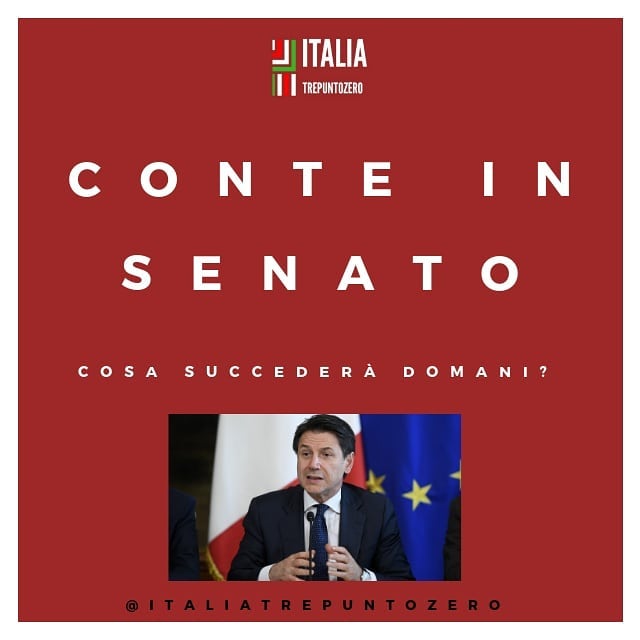 ITALIA
TREPUNTOZERO
CONTE IN
SENATO
COSA SUCCEDERÀ DOMANI?
@ITALIATREPUNTOZERO